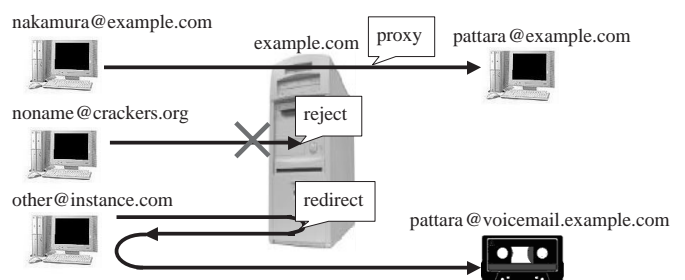 nakamura@example.com
example.com
proxy
pattara@example.com
noname@crackers.org
reject
other@instance.com
redirect
pattara@voicemail.example.com